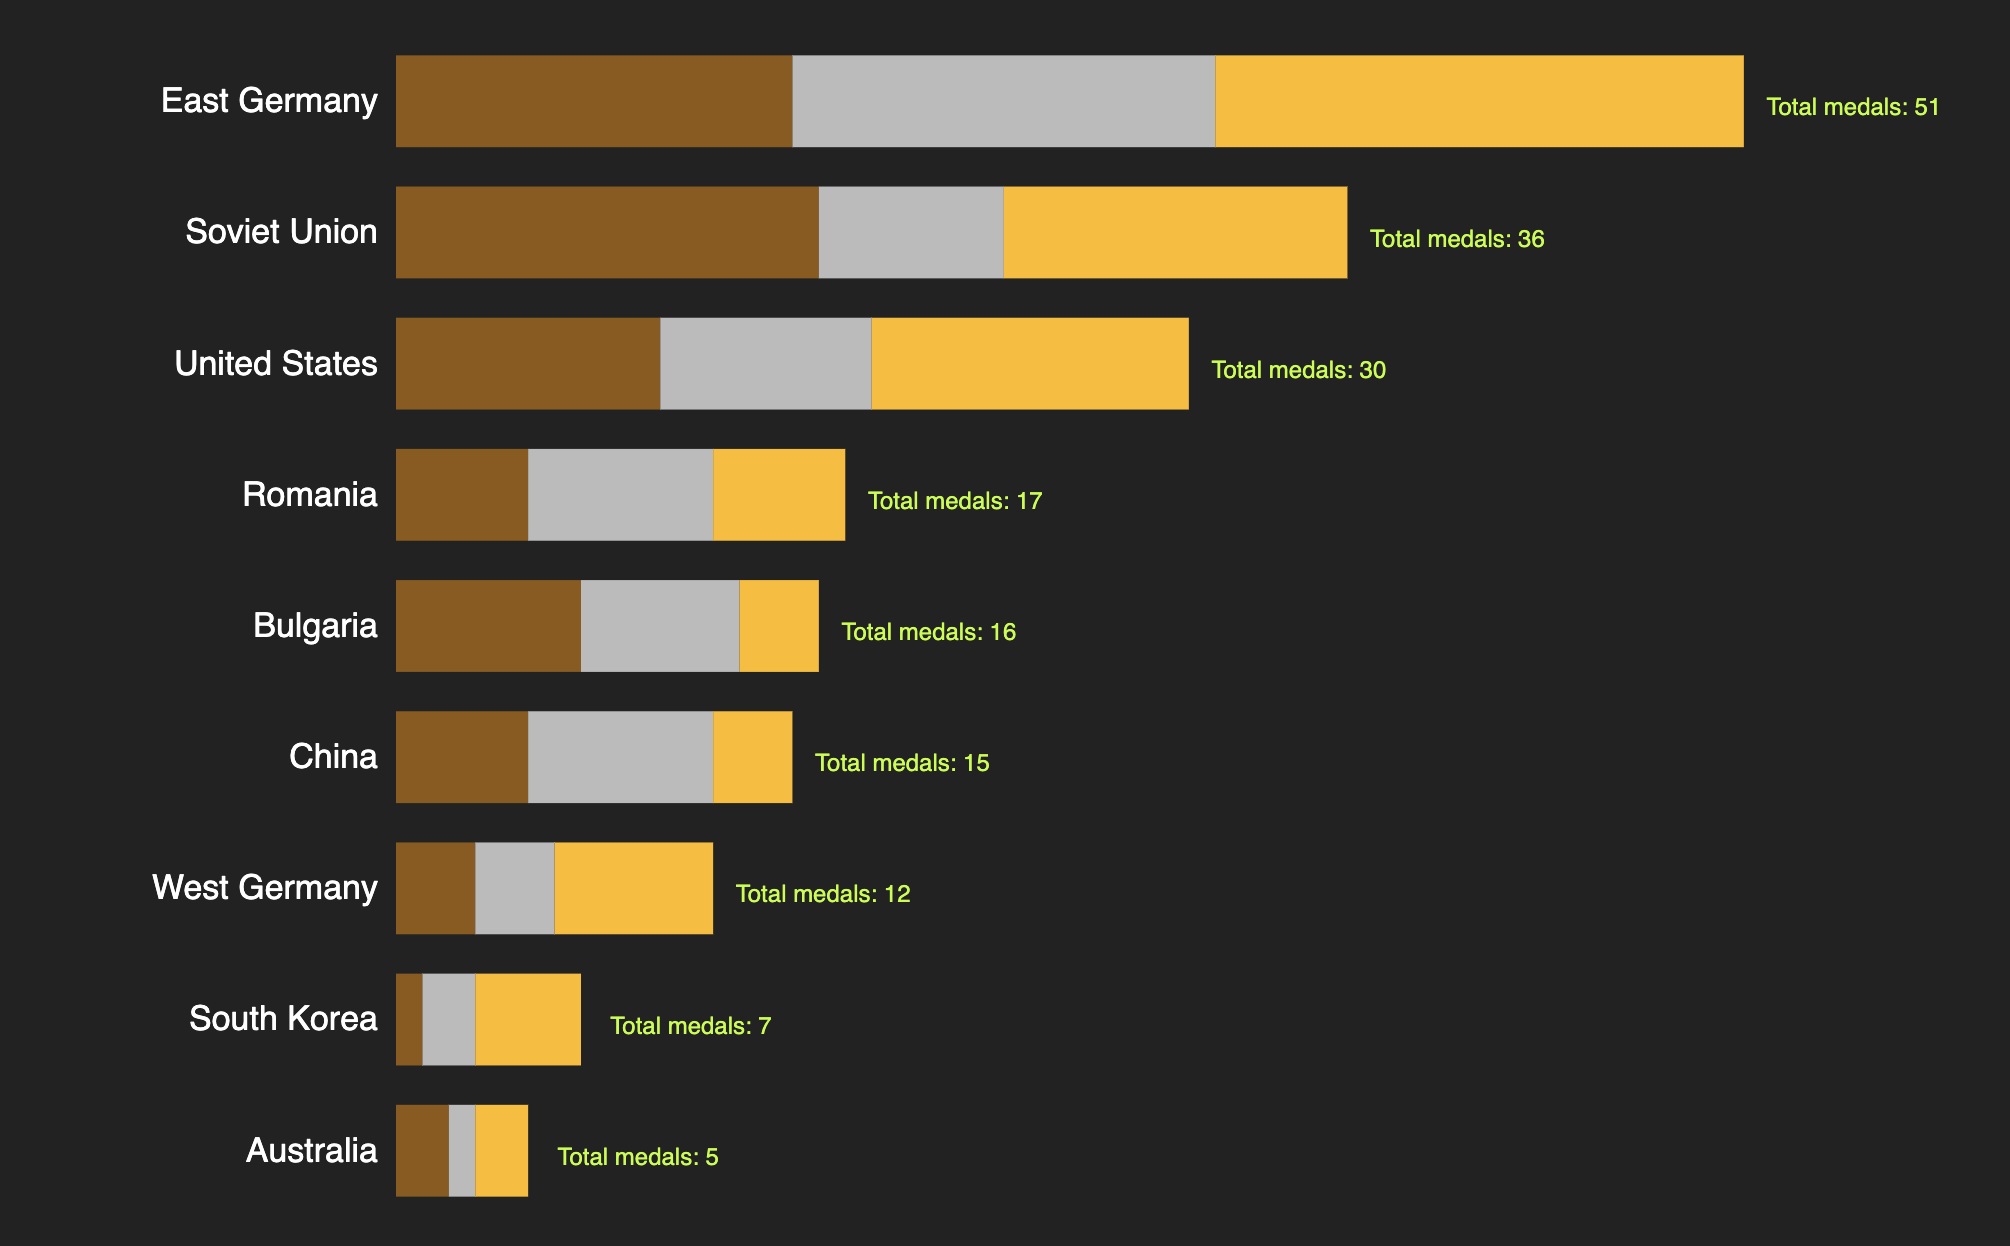 East Germany
Total medals: 51
Soviet Union
Total medals: 36
United States
Total medals: 30
Romania
Total medals: 17
Bulgaria
Total medals: 16
China
Total medals: 15
West Germany
Total medals: 12
South Korea
Total medals: 7
Australia
Total medals: 5